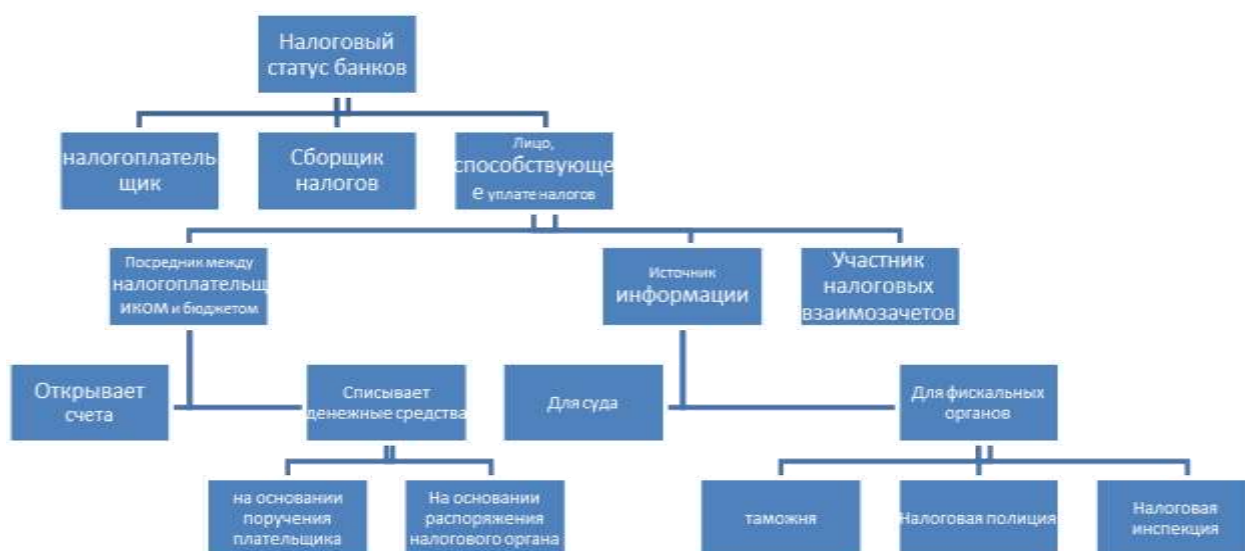 Налоговый
статус банков
налогоплатель
щик
Сборщик
налогов
Лицо,
способствующе
е уплате налогов
Посредник между
налогоплательщ
иком и бюджетом
Источник
информации
Участник
налоговых
взаимозачетов
Открывает
счета
Списывает
денежные средства
Для суда
Для фискальных
органов
на основании
поручения
плательщика
На основании
распоряжения
налогового органа
таможня
Налоговая полиция
Налоговая
инспекция